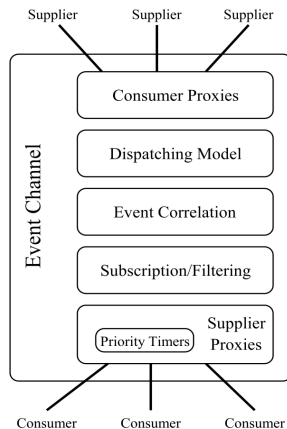 Supplier Supplier Supplier
Event Channel
Consumer Proxies
Dispatching Model
Event Correlation
Subscription/Filtering
Supplier
Proxies
Priority Timers
Consumer Consumer Consumer